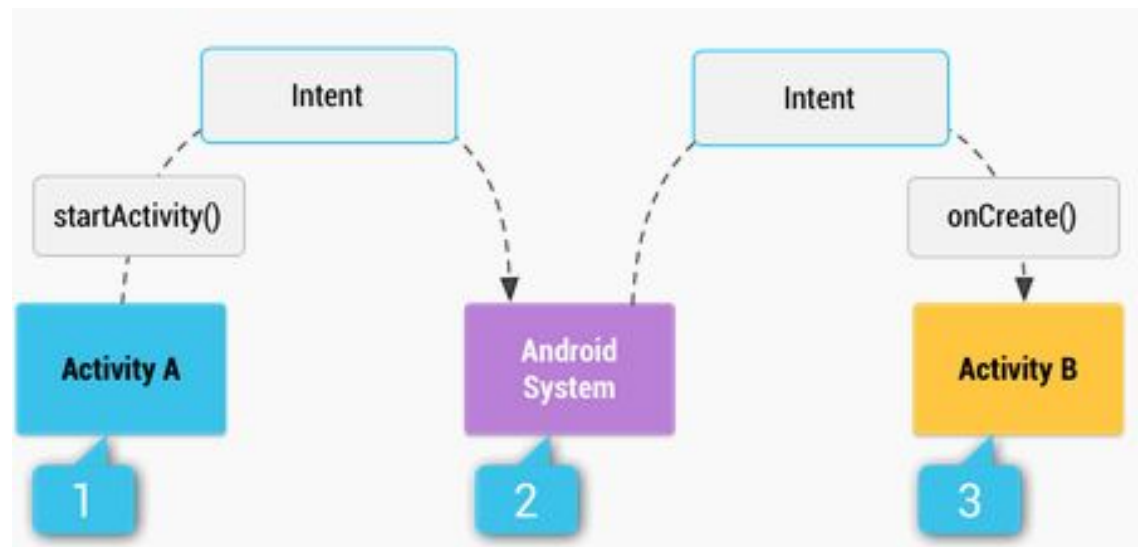 Intent
Intent
startActivity()
onCreate()
Activity A
Android
System
Activity B
1
2
3